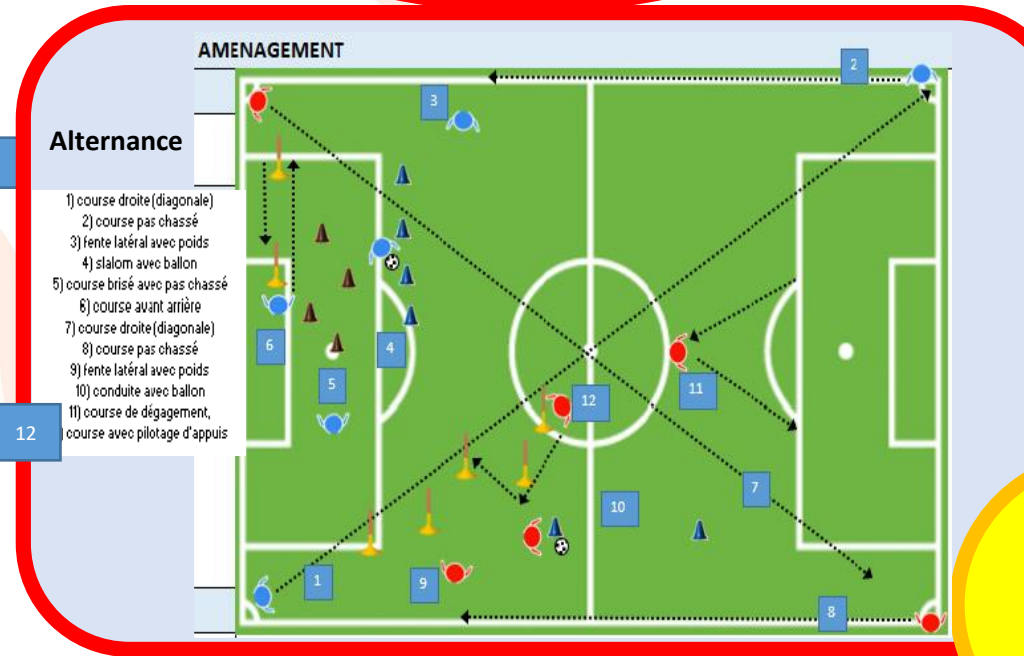 AMENAGEMENT
Alternance
1) course droite (diagonale)
2) course pas chassé
3) fente latéral avec poids
4) slalom avec ballon
5) course brisé avec pas chassé
6) course avant arrière
7) course droite (diagonale)
8) course pas chassé
9) fente latéral avec poids
10) conduite avec ballon
11) course de dégagement,
12 ) course avec pilotage d'appuis
2
3
6
5
4
12
11
7
10
1
9
8